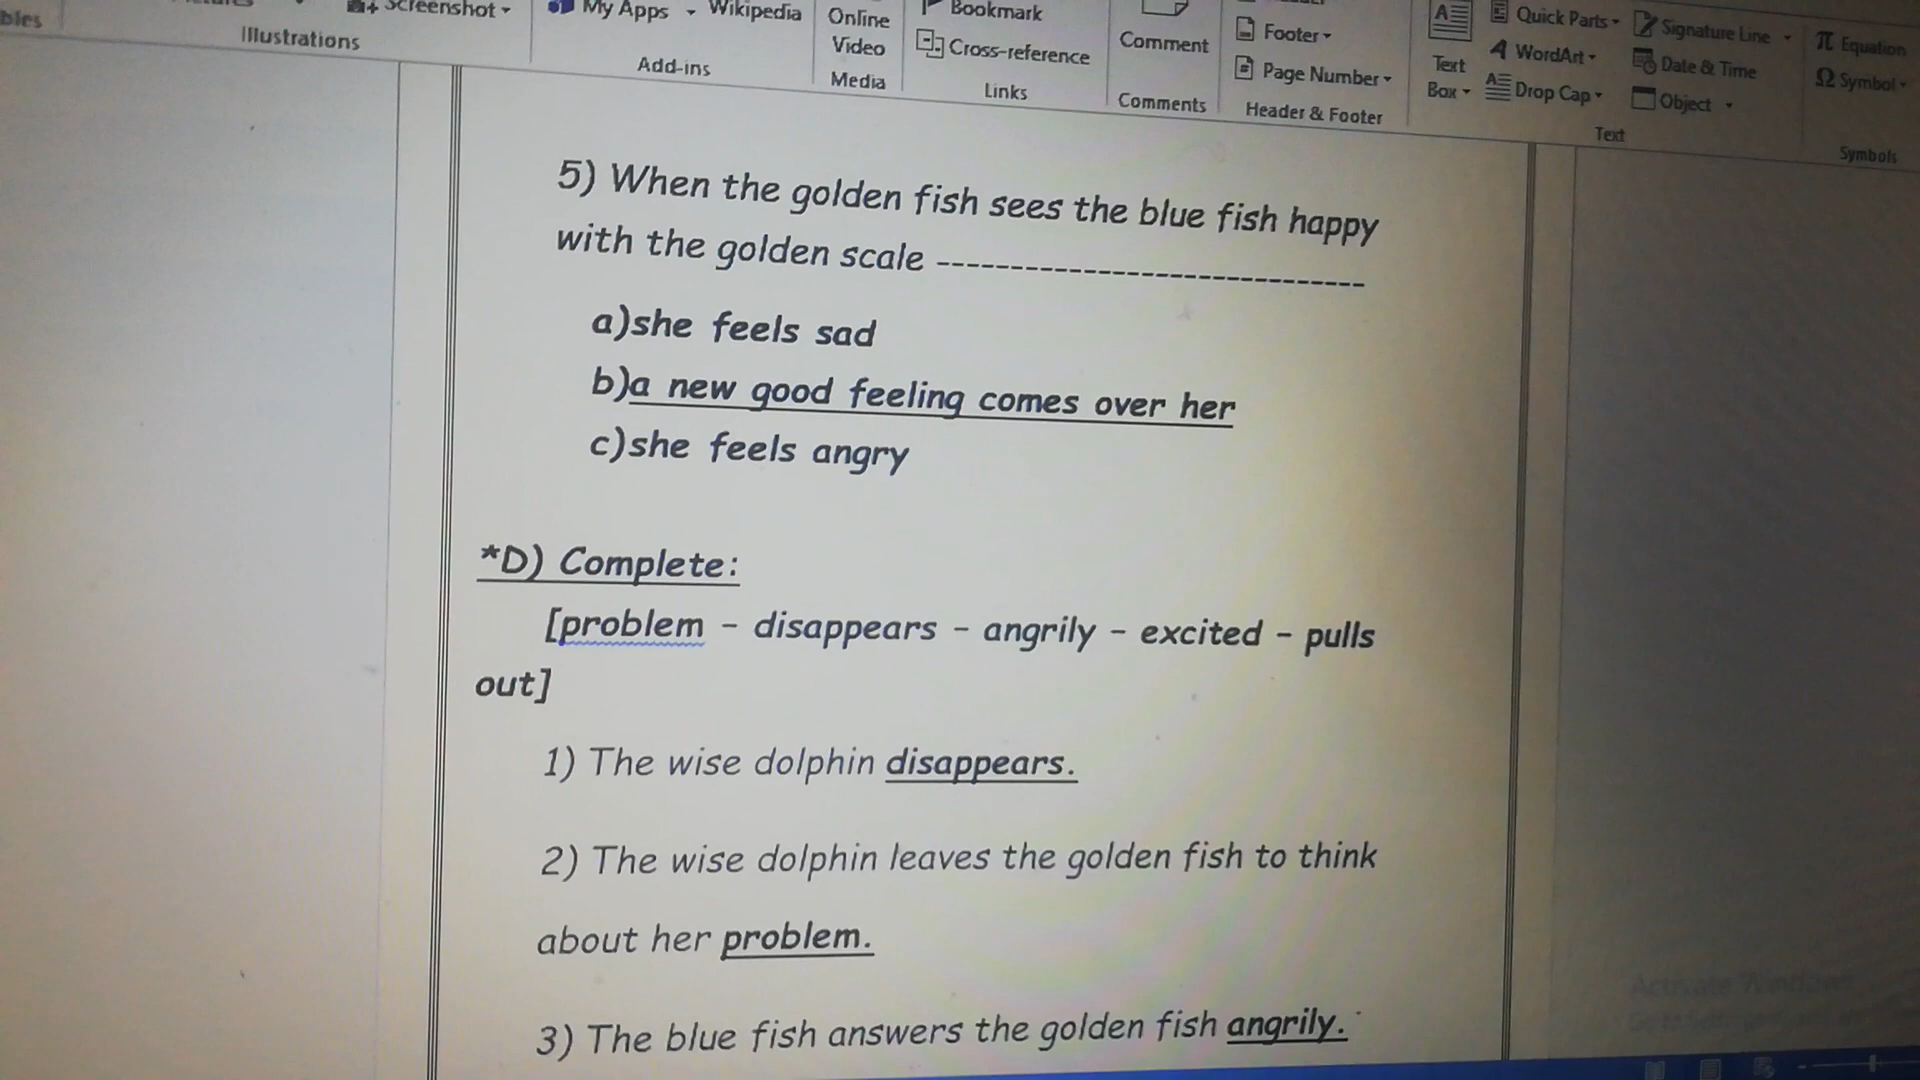 Screenshot
My Apps
Wikipedia
Online
Video
Bookmark
Cross-reference
Comment
Footer
Page Number
Text
Box
Quick Parts
WordArt
Drop Cap
Signature Line
Date & Time
Object
Equation
Symbol
Illustrations
Add-ins
Media
Links
Comments
Header & Footer
Text
Symbols
5) When the golden fish sees the blue fish happy
with the golden scale ------------------------------
a)she feels sad
b)a new good feeling comes over her
c)she feels angry
*D) Complete:
[problem - disappears - angrily - excited - pulls
out]
1) The wise dolphin disappears.
2) The wise dolphin leaves the golden fish to think
about her problem.
3) The blue fish answers the golden fish angrily.
Activate Windows